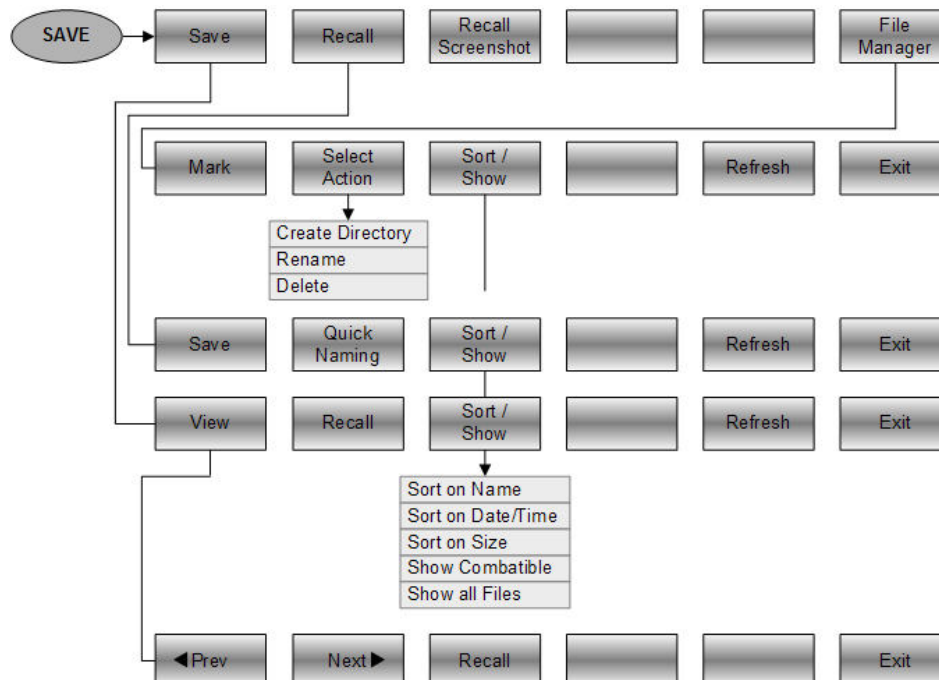 SAVE
Save
Recall
Recall
Screenshot
File
Manager
Mark
Select
Action
Sort /
Show
Refresh
Exit
Create Directory
Rename
Delete
Save
Quick
Naming
Sort /
Show
Refresh
Exit
View
Recall
Sort /
Show
Refresh
Exit
Sort on Name
Sort on Date/Time
Sort on Size
Show Combatible
Show all Files
◀Prev
Next▶
Recall
Exit